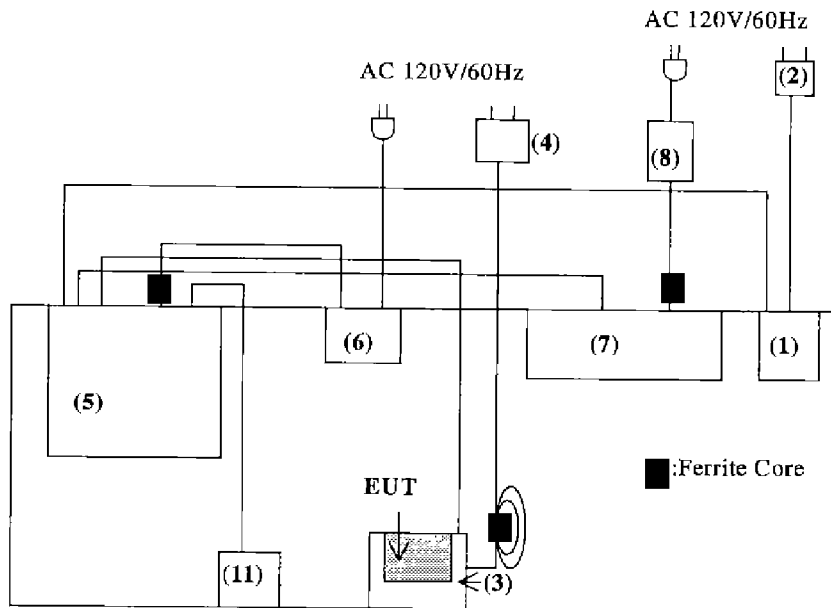 AC 120V/60Hz
(2)
AC 120V/60Hz
(4)
(8)
(6)
(7)
(1)
(5)
:Ferrite Core
EUT
(11)
(3)